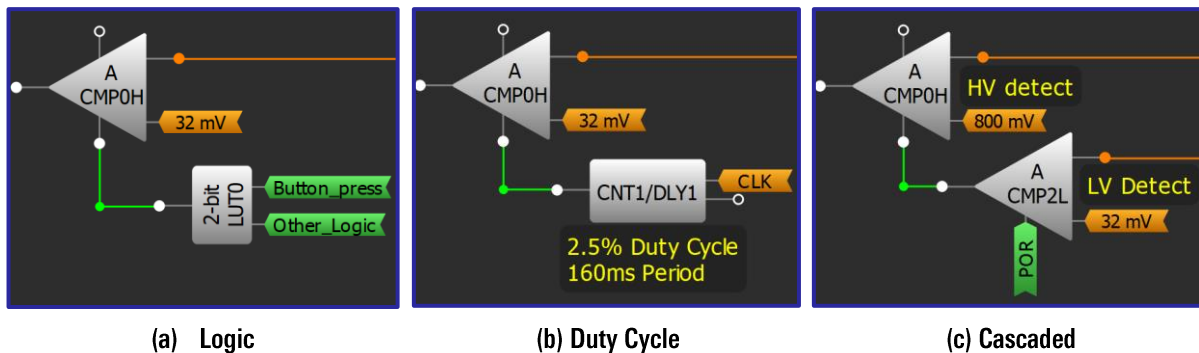 A
CMP0H
32 mV
2-bit
LUT0
Button_press
Other_Logic
(a) Logic
A
CMP0H
32 mV
CNT1/DLY1
CLK
2.5% Duty Cycle
160ms Period
(b) Duty Cycle
A
CMP0H
HV detect
800 mV
A
CMP2L
LV Detect
32 mV
POR
(c) Cascaded